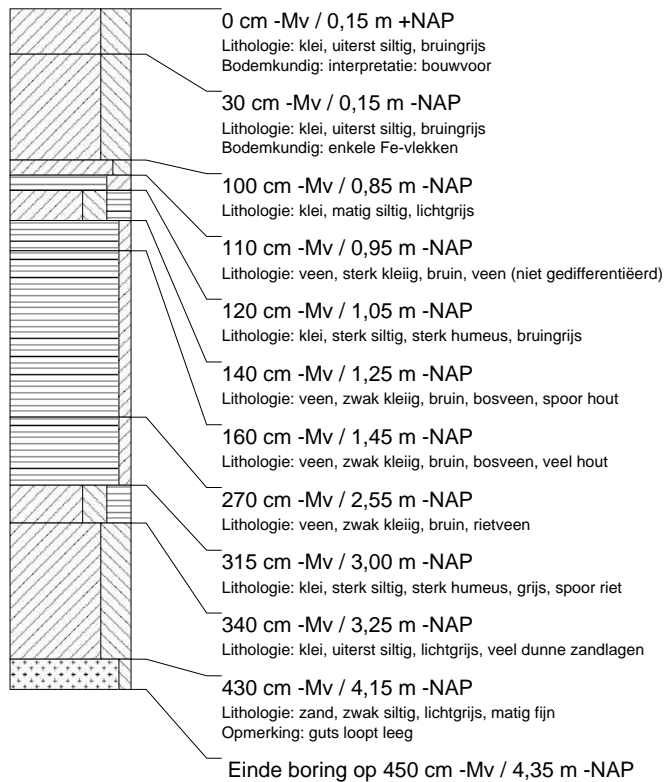 0 cm -Mv / 0,15 m +NAP
Lithologie: klei, uiterst siltig, bruingrijs
Bodemkundig: interpretatie: bouwvoor
30 cm -Mv / 0,15 m -NAP
Lithologie: klei, uiterst siltig, bruingrijs
Bodemkundig: enkele Fe-vlekken
100 cm -Mv / 0,85 m -NAP
Lithologie: klei, matig siltig, lichtgrijs
110 cm -Mv / 0,95 m -NAP
Lithologie: veen, sterk kleiig, bruin, veen (niet gedifferentiëerd)
120 cm -Mv / 1,05 m -NAP
Lithologie: klei, sterk siltig, sterk humeus, bruingrijs
140 cm -Mv / 1,25 m -NAP
Lithologie: veen, zwak kleiig, bruin, bosveen, spoor hout
160 cm -Mv / 1,45 m -NAP
Lithologie: veen, zwak kleiig, bruin, bosveen, veel hout
270 cm -Mv / 2,55 m -NAP
Lithologie: veen, zwak kleiig, bruin, rietveen
315 cm -Mv / 3,00 m -NAP
Lithologie: klei, sterk siltig, sterk humeus, grijs, spoor riet
340 cm -Mv / 3,25 m -NAP
Lithologie: klei, uiterst siltig, lichtgrijs, veel dunne zandlagen
430 cm -Mv / 4,15 m -NAP
Lithologie: zand, zwak siltig, lichtgrijs, matig fijn
Opmerking: guts loopt leeg
Einde boring op 450 cm -Mv / 4,35 m -NAP